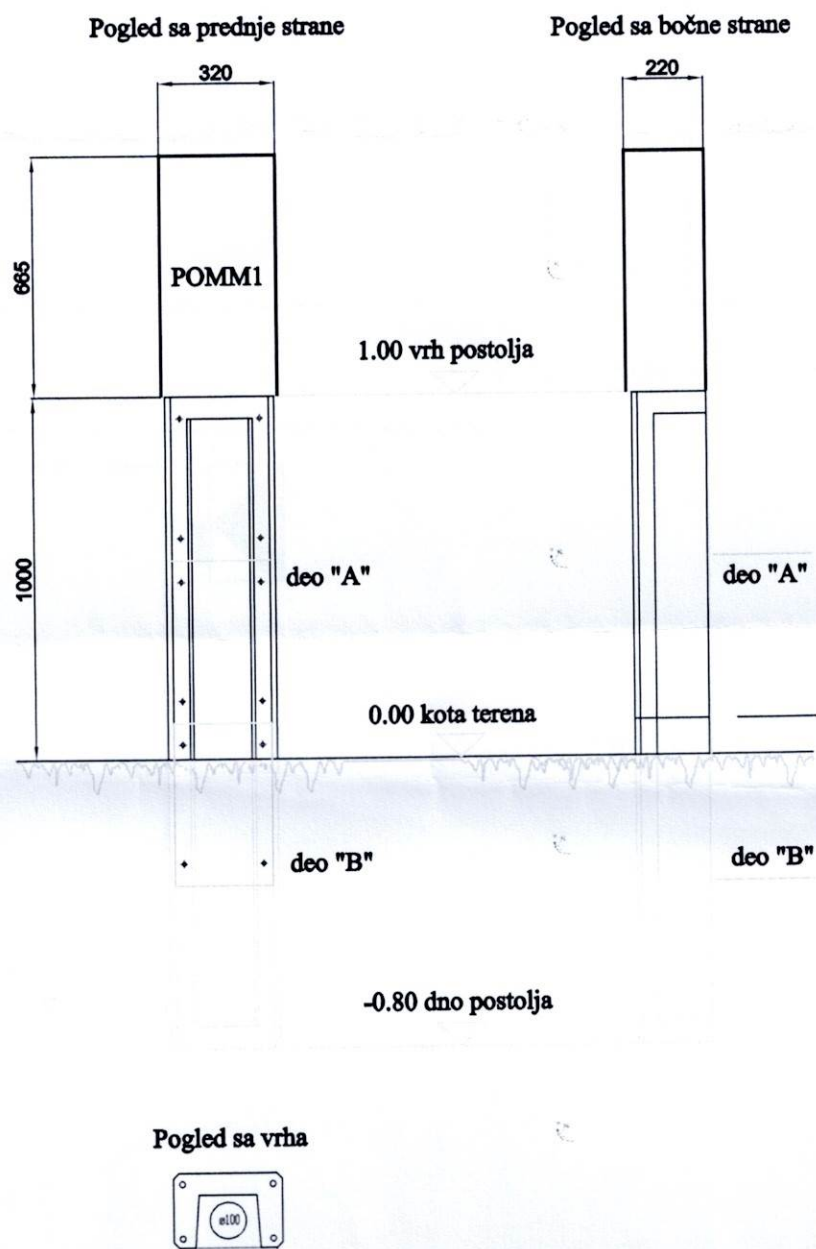 Pogled sa prednje strane
Pogled sa bočne strane
320
220
665
POMM1
1.00 vrh postolja
1000
deo "A"
deo "A"
0.00 kota terena
deo "B"
deo "B"
-0.80 dno postolja
Pogled sa vrha
ø100